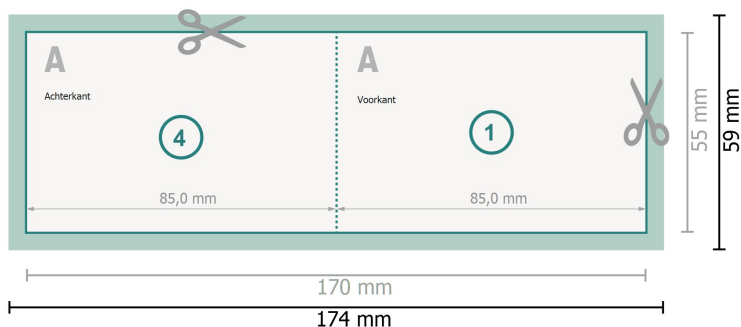 A
A
Achterkant
Voorkant
4
1
85,0 mm
85,0 mm
55 mm
59 mm
170 mm
174 mm